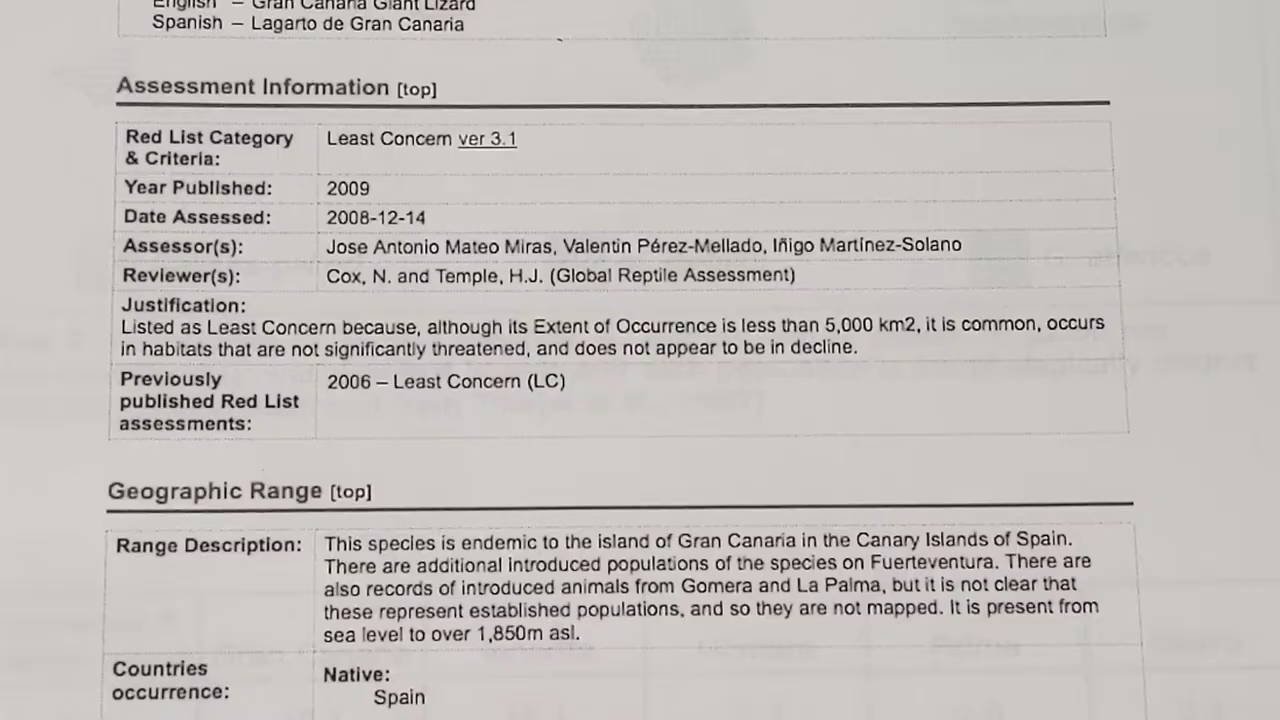 English – Gran Canaria Giant Lizard
Spanish – Lagarto de Gran Canaria
Assessment Information [top]
Red List Category & Criteria: Least Concern ver 3.1
Year Published: 2009
Date Assessed: 2008-12-14
Assessor(s): Jose Antonio Mateo Miras, Valentin Pérez-Mellado, Iñigo Martinez-Solano
Reviewer(s): Cox, N. and Temple, H.J. (Global Reptile Assessment)
Justification:
Listed as Least Concern because, although its Extent of Occurrence is less than 5,000 km2, it is common, occurs
in habitats that are not significantly threatened, and does not appear to be in decline.
Previously published Red List assessments: 2006 – Least Concern (LC)
Geographic Range [top]
Range Description: This species is endemic to the island of Gran Canaria in the Canary Islands of Spain.
There are additional introduced populations of the species on Fuerteventura. There are
also records of introduced animals from Gomera and La Palma, but it is not clear that
these represent established populations, and so they are not mapped. It is present from
sea level to over 1,850m asl.
Countries occurrence: Native:
Spain